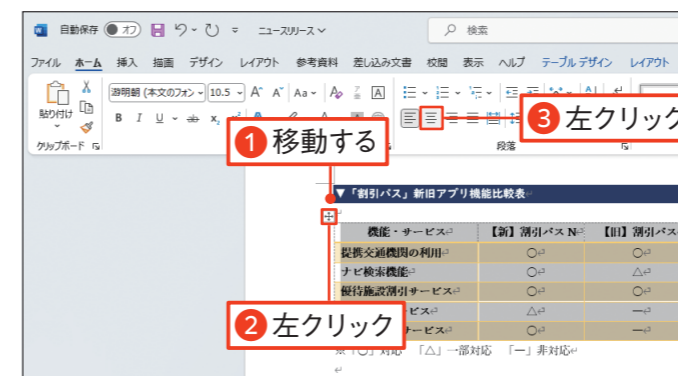 自動保存 オフ ニュースリリース 検索
ファイル ホーム 挿入 描画 デザイン レイアウト 参考資料 差し込み文書 校閲 表示 ヘルプ テーブル デザイン レイアウト
貼り付け 游明朝 (本文のフォン 10.5 A A Aa A
B I U ab x
クリップボード 段落
❸ 左クリック
❶ 移動する
▼「割引パス」新旧アプリ機能比較表
機能・サービス 【新】割引パス N 【旧】割引パス
提携交通機関の利用 ○ ○
ナビ検索機能 ○ △
優待施設割引サービス ○ ○
ービス △ ー
サービス ○ ー
❷ 左クリック
※「○」対応 「△」一部対応 「ー」非対応